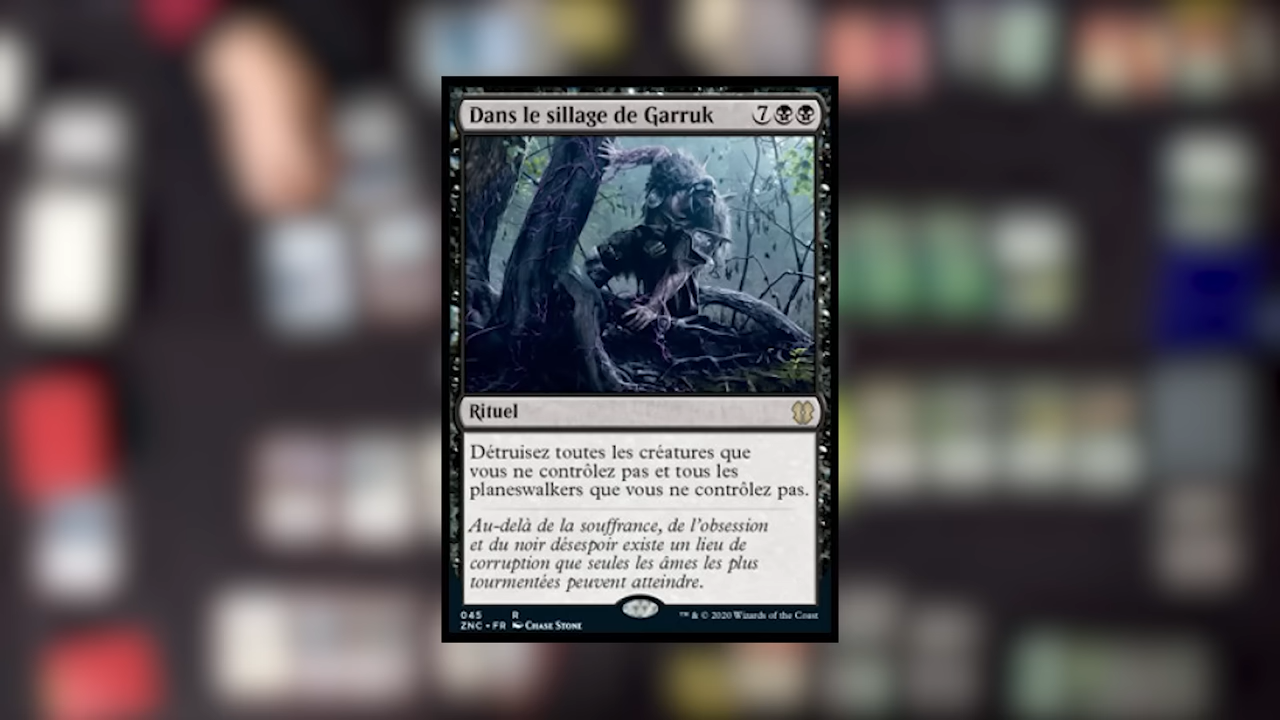 Dans le sillage de Garruk 7
Rituel
Détruisez toutes les créatures que
vous ne contrôlez pas et tous les
planeswalkers que vous ne contrôlez pas.
Au-delà de la souffrance, de l'obsession
et du noir désespoir existe un lieu de
corruption que seules les âmes les plus
tourmentées peuvent atteindre.
045 R
ZNC • FR CHASE STONE
™ & © 2020 Wizards of the Coast